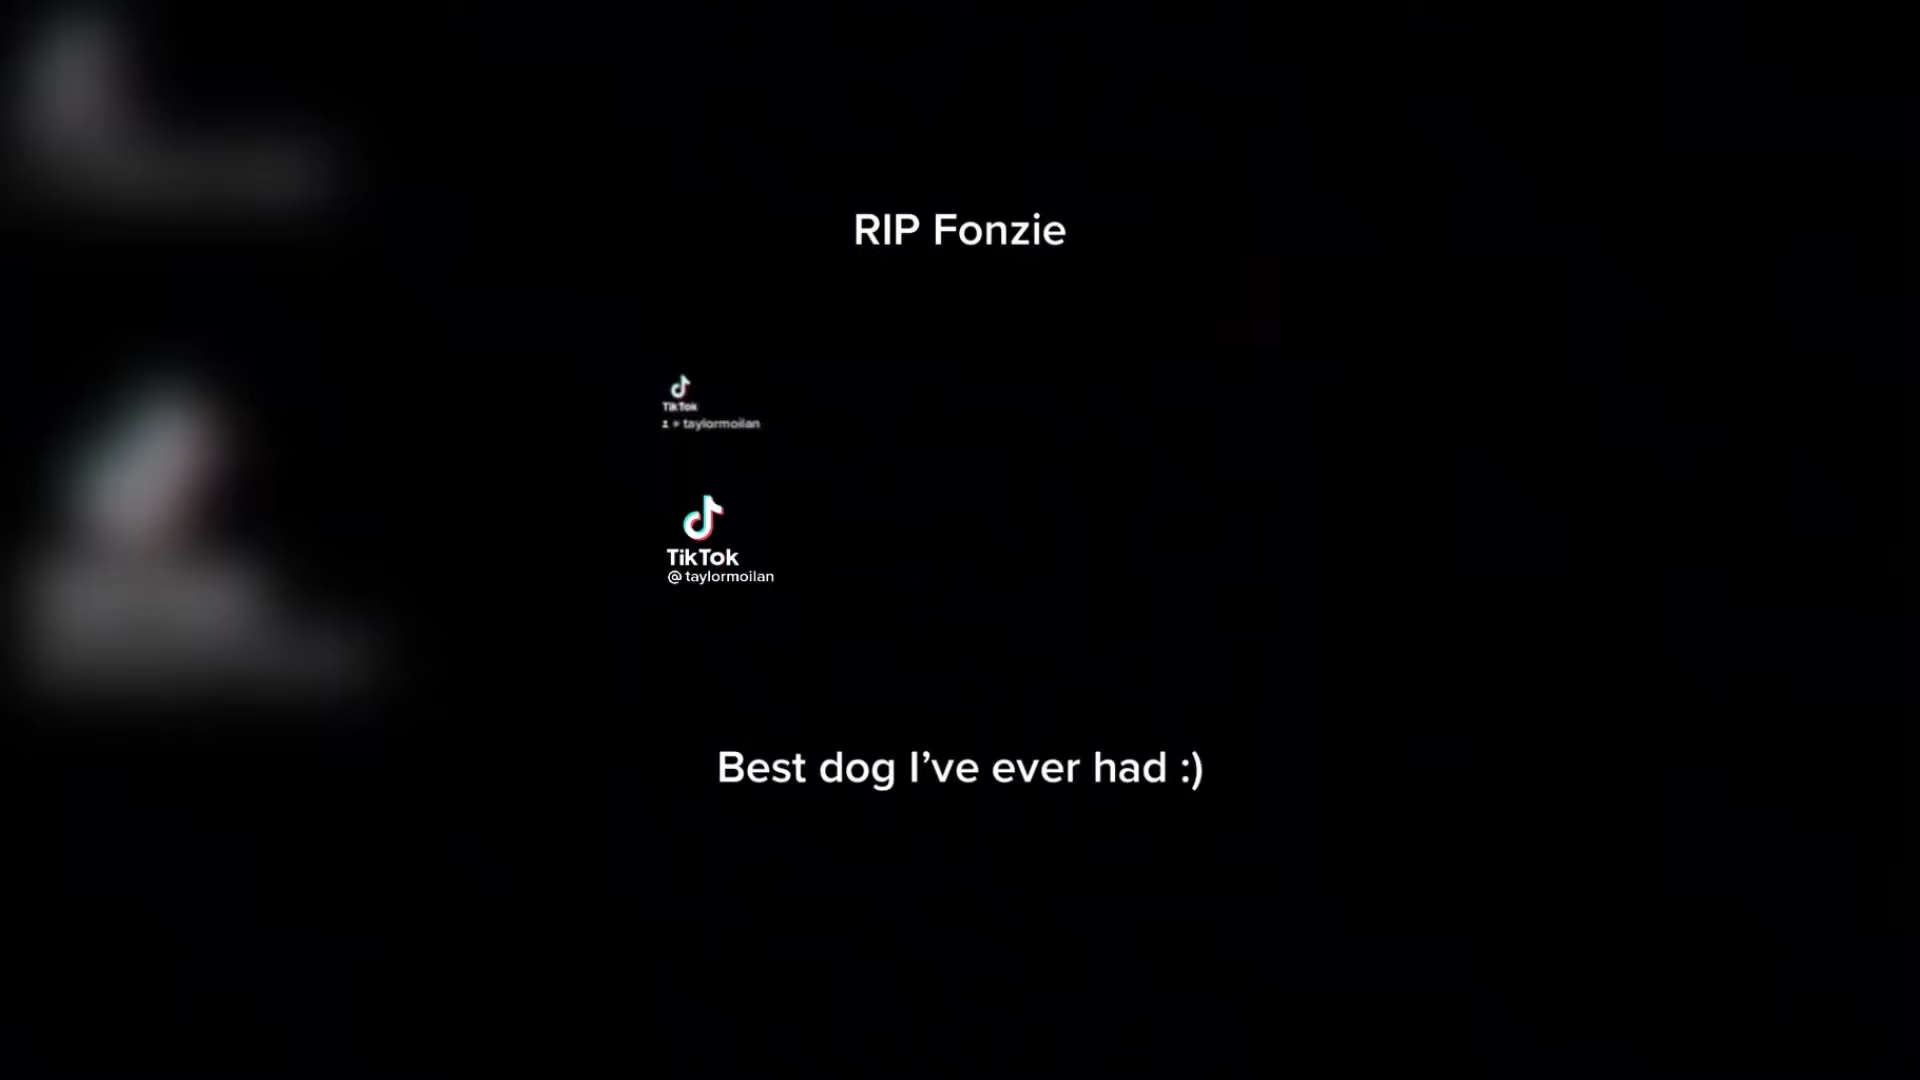 RIP Fonzie
TikTok
taylormoilan
TikTok
@taylormoilan
Best dog I’ve ever had :)